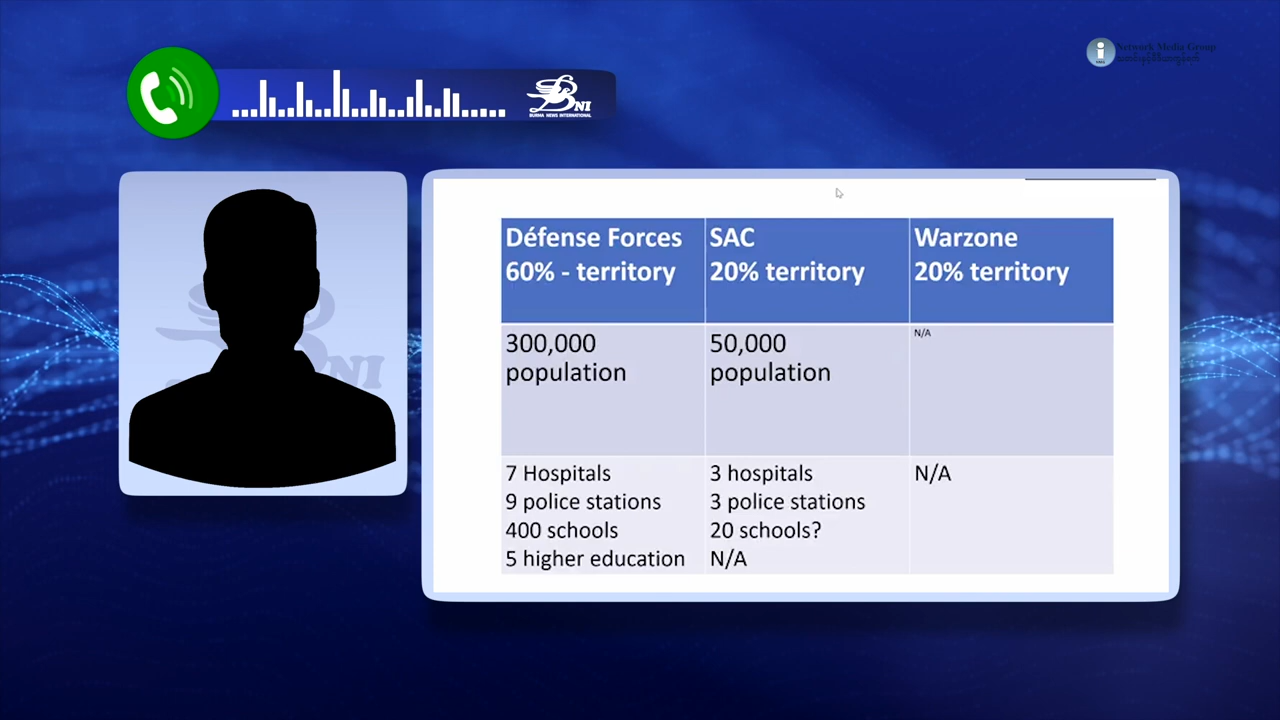 Network Media Group
BNI
BURMA NEWS INTERNATIONAL
Défense Forces
60% - territory
SAC
20% territory
Warzone
20% territory
300,000
population
50,000
population
N/A
7 Hospitals
9 police stations
400 schools
5 higher education
3 hospitals
3 police stations
20 schools?
N/A
N/A